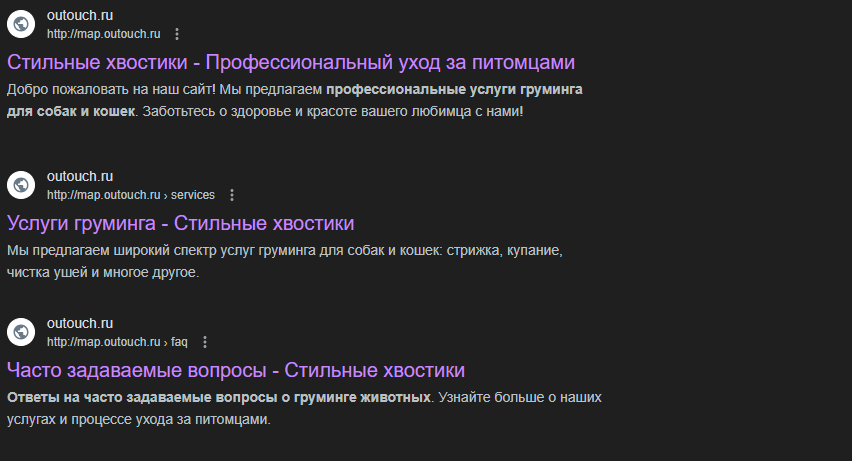 outouch.ru
http://map.outouch.ru
Стильные хвостики - Профессиональный уход за питомцами
Добро пожаловать на наш сайт! Мы предлагаем профессиональные услуги груминга
для собак и кошек. Заботьтесь о здоровье и красоте вашего любимца с нами!
outouch.ru
http://map.outouch.ru › services
Услуги груминга - Стильные хвостики
Мы предлагаем широкий спектр услуг груминга для собак и кошек: стрижка, купание,
чистка ушей и многое другое.
outouch.ru
http://map.outouch.ru › faq
Часто задаваемые вопросы - Стильные хвостики
Ответы на часто задаваемые вопросы о груминге животных. Узнайте больше о наших
услугах и процессе ухода за питомцами.